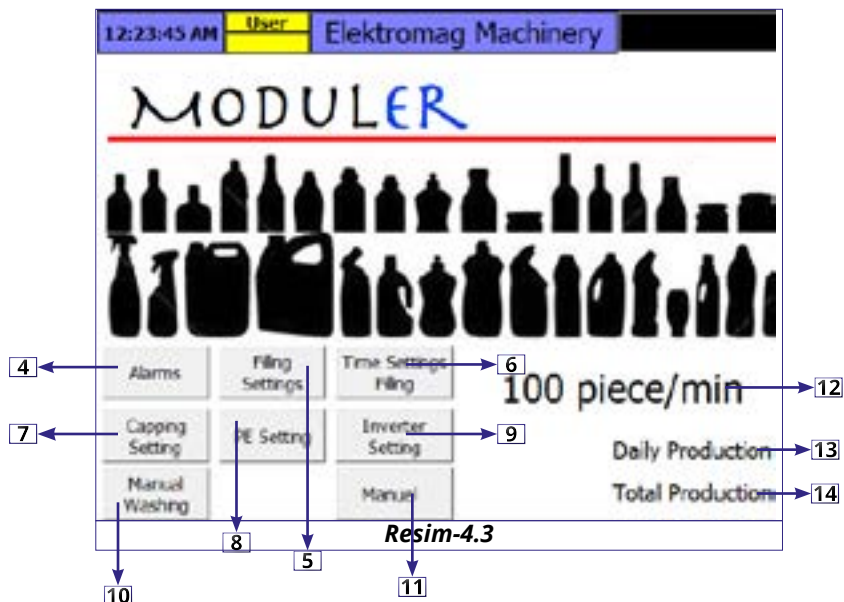 12:23:45 AM
User
Elektromag Machinery
MODULER
4
Alarms
Filing
Settings
Time Settings
Filing
6
100 piece/min
12
7
Capping
Setting
PE Setting
Inverter
Setting
9
Daily Production
13
Manual
Washing
Manuel
Total Production
14
Resim-4.3
8
5
10
11